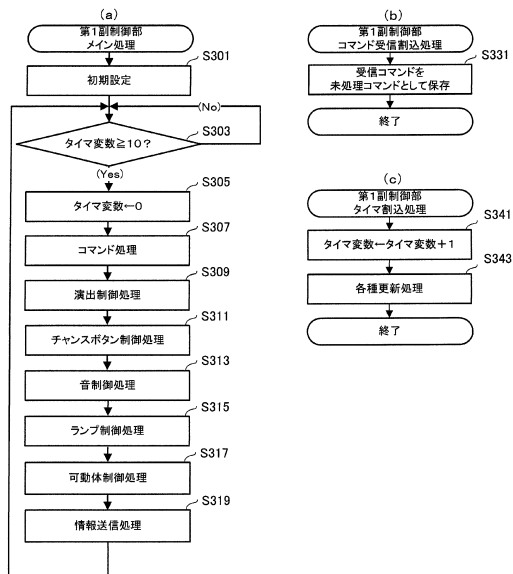 (a)
第1副制御部
メイン処理
S301
初期設定
(No)
S303
タイマ変数≧10?
(Yes)
S305
タイマ変数←0
S307
コマンド処理
S309
演出制御処理
S311
チャンスボタン制御処理
S313
音制御処理
S315
ランプ制御処理
S317
可動体制御処理
S319
情報送信処理
(b)
第1副制御部
コマンド受信割込処理
S331
受信コマンドを
未処理コマンドとして保存
終了
(c)
第1副制御部
タイマ割込処理
S341
タイマ変数←タイマ変数+1
S343
各種更新処理
終了